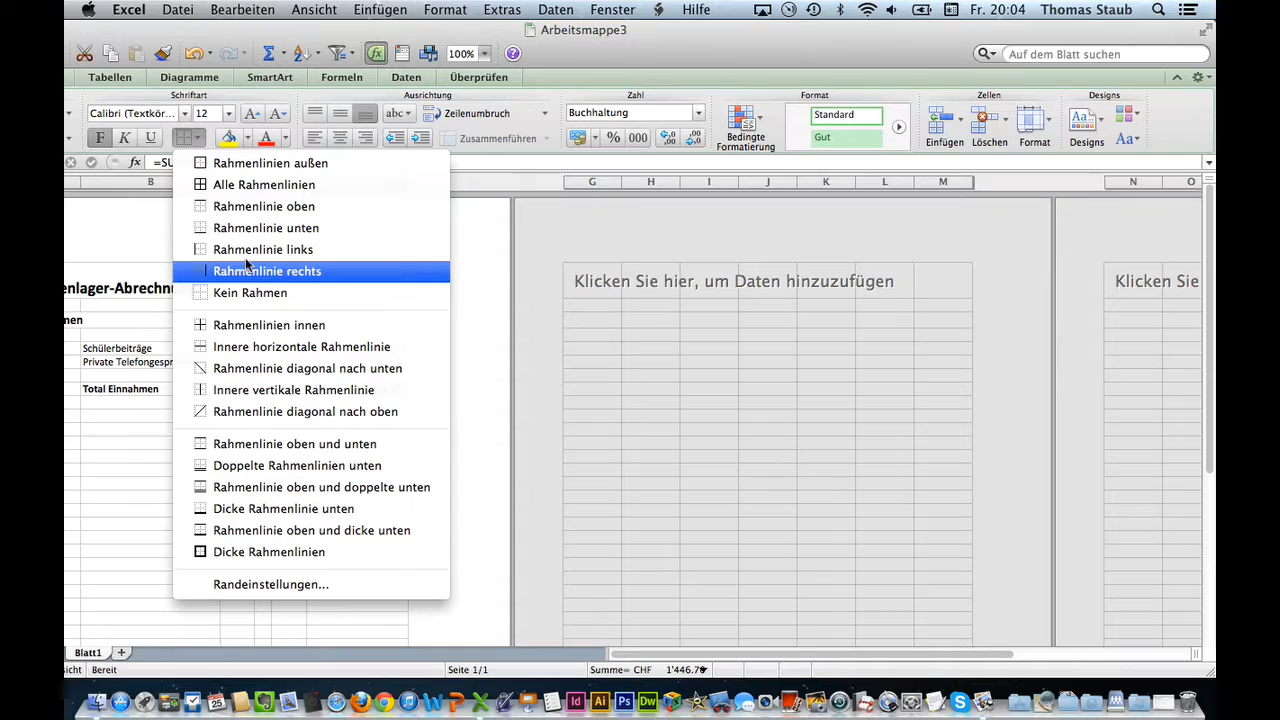 Excel Datei Bearbeiten Ansicht Einfügen Format Extras Daten Fenster Hilfe Fr. 20:04 Thomas Staub
Arbeitsmappe3
100% Auf dem Blatt suchen
Tabellen Diagramme SmartArt Formeln Daten Überprüfen
Schriftart Ausrichtung Zahl Format Zellen Designs
Calibri (Textkör... 12 A A abc Zeilenumbruch Buchhaltung Standard
F K U A Zusammenführen % 000 Bedingte Formatierung Gut Einfügen Löschen Format Designs Aa
fx =SU
B G H I J K L M N O
Rahmenlinien außen
Alle Rahmenlinien
Rahmenlinie oben
Rahmenlinie unten
Rahmenlinie links
Rahmenlinie rechts
Kein Rahmen
Rahmenlinien innen
Innere horizontale Rahmenlinie
Rahmenlinie diagonal nach unten
Innere vertikale Rahmenlinie
Rahmenlinie diagonal nach oben
Rahmenlinie oben und unten
Doppelte Rahmenlinien unten
Rahmenlinie oben und doppelte unten
Dicke Rahmenlinie unten
Rahmenlinie oben und dicke unten
Dicke Rahmenlinien
Randeinstellungen...
enlager-Abrechnu
men
Schülerbeiträge
Private Telefongespr
Total Einnahmen
Klicken Sie hier, um Daten hinzuzufügen
Klicken Sie
Blatt1
sicht Bereit Seite 1/1 Summe= CHF